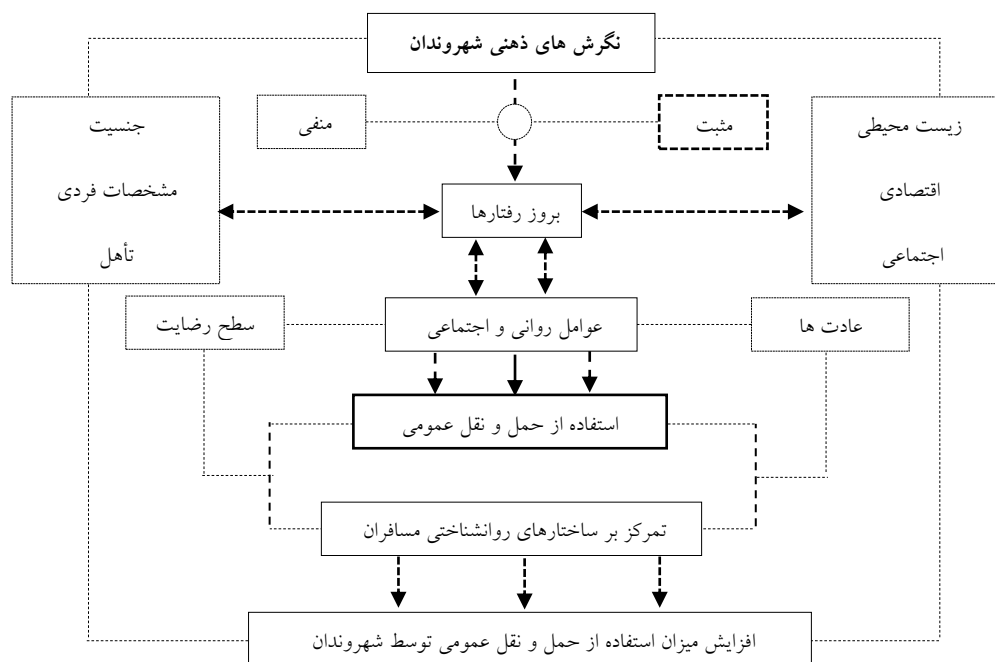 نگرش های ذهنی شهروندان
مثبت
منفی
زیست محیطی
اقتصادی
اجتماعی
جنسیت
مشخصات فردی
تأهل
بروز رفتارها
عادت ها
عوامل روانی و اجتماعی
سطح رضایت
استفاده از حمل و نقل عمومی
تمرکز بر ساختارهای روانشناختی مسافران
افزایش میزان استفاده از حمل و نقل عمومی توسط شهروندان